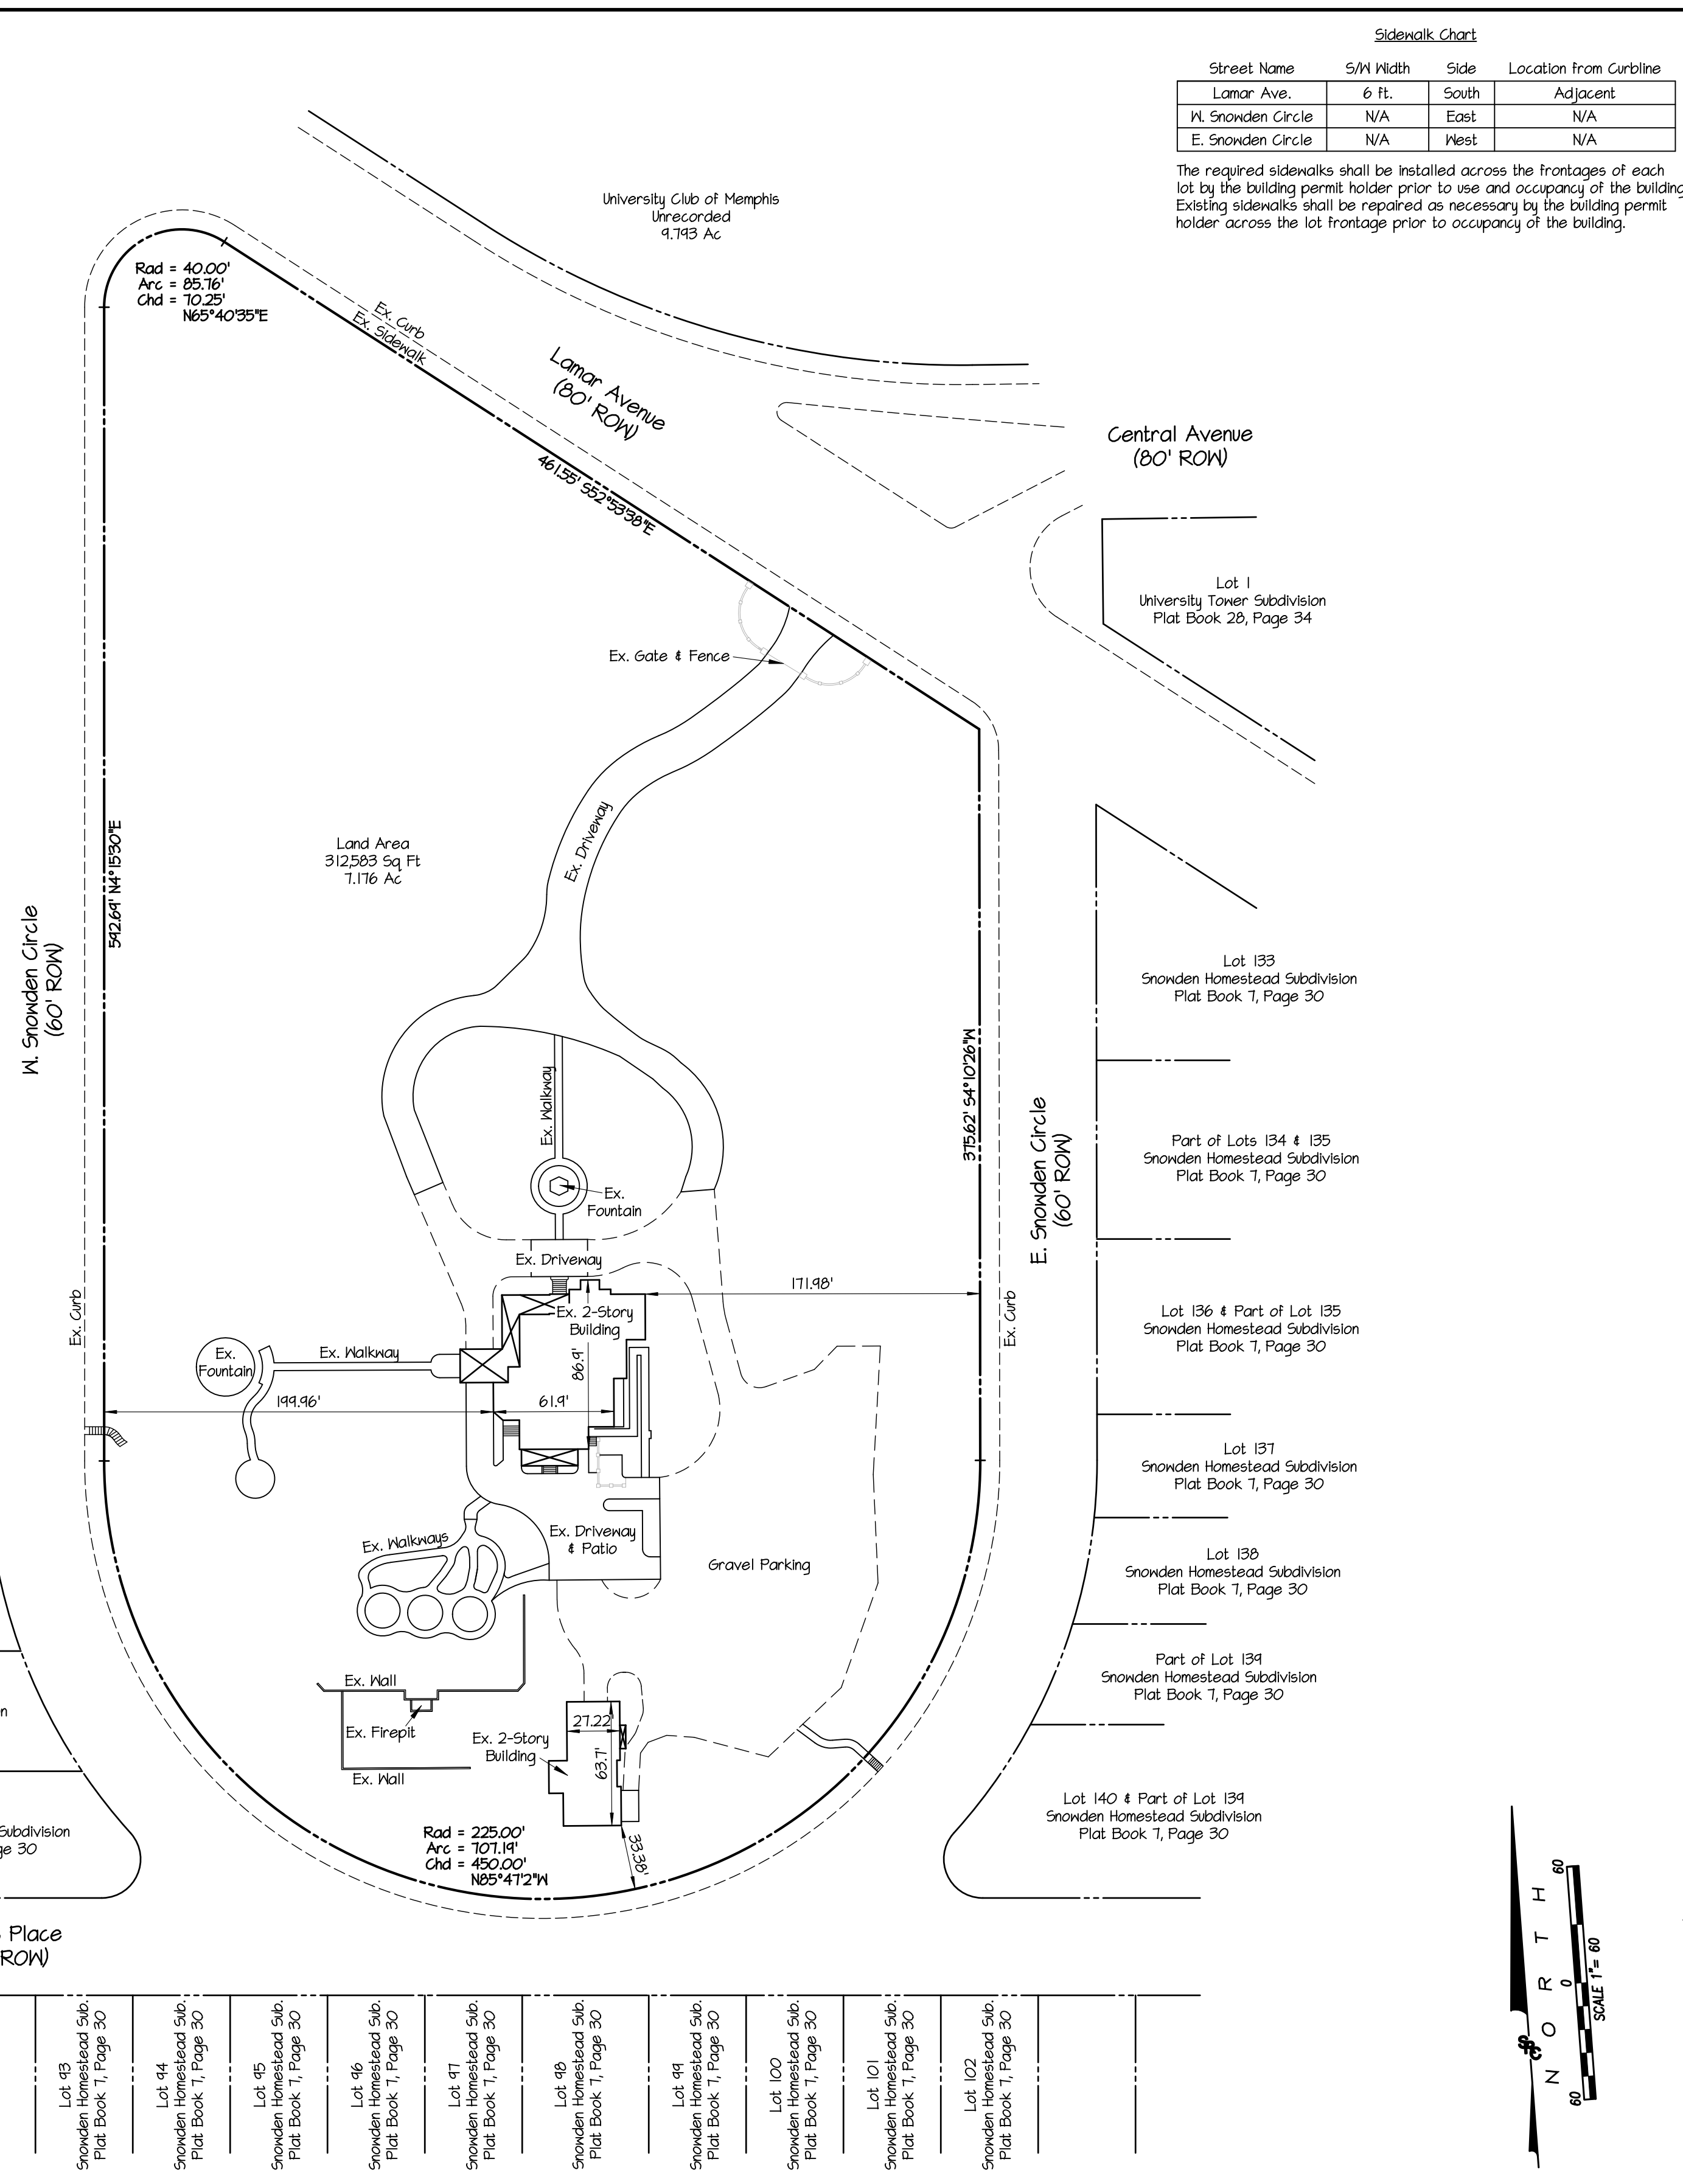 Sidewalk Chart
Street Name S/W Width Side Location from Curbline
Lamar Ave. 6 ft. South Adjacent
W. Snowden Circle N/A East N/A
E. Snowden Circle N/A West N/A
The required sidewalks shall be installed across the frontages of each
lot by the building permit holder prior to use and occupancy of the building
Existing sidewalks shall be repaired as necessary by the building permit
holder across the lot frontage prior to occupancy of the building.
University Club of Memphis
Unrecorded
9.793 Ac
Rad = 40.00'
Arc = 85.76'
Chd = 70.25'
N65°40'35"E
Ex. Curb
Ex. Sidewalk
Lamar Avenue
(80' ROW)
461.55' S52°53'38"E
Central Avenue
(80' ROW)
Lot 1
University Tower Subdivision
Plat Book 28, Page 34
Ex. Gate & Fence
Ex. Driveway
Land Area
312,583 Sq Ft
7.176 Ac
592.69' N4°15'30"E
W. Snowden Circle
(60' ROW)
Lot 133
Snowden Homestead Subdivision
Plat Book 7, Page 30
375.62' S4°10'26"W
E. Snowden Circle
(60' ROW)
Ex. Walkway
Part of Lots 134 & 135
Snowden Homestead Subdivision
Plat Book 7, Page 30
Ex.
Fountain
Ex. Driveway
171.98'
Ex. Curb
Ex. Curb
Ex. 2-Story
Building
86.9'
Lot 136 & Part of Lot 135
Snowden Homestead Subdivision
Plat Book 7, Page 30
Ex.
Fountain
Ex. Walkway
199.96'
61.9'
Lot 137
Snowden Homestead Subdivision
Plat Book 7, Page 30
Ex. Walkways
Ex. Driveway
& Patio
Gravel Parking
Lot 138
Snowden Homestead Subdivision
Plat Book 7, Page 30
Part of Lot 139
Snowden Homestead Subdivision
Plat Book 7, Page 30
Ex. Wall
Ex. Firepit
Ex. Wall
Ex. 2-Story
Building
27.22'
63.7'
33.38'
Lot 140 & Part of Lot 139
Snowden Homestead Subdivision
Plat Book 7, Page 30
Rad = 225.00'
Arc = 707.19'
Chd = 450.00'
N85°47'2"W
n
Subdivision
ge 30
Place
ROW)
Lot 93
Snowden Homestead Sub.
Plat Book 7, Page 30
Lot 94
Snowden Homestead Sub.
Plat Book 7, Page 30
Lot 95
Snowden Homestead Sub.
Plat Book 7, Page 30
Lot 96
Snowden Homestead Sub.
Plat Book 7, Page 30
Lot 97
Snowden Homestead Sub.
Plat Book 7, Page 30
Lot 98
Snowden Homestead Sub.
Plat Book 7, Page 30
Lot 99
Snowden Homestead Sub.
Plat Book 7, Page 30
Lot 100
Snowden Homestead Sub.
Plat Book 7, Page 30
Lot 101
Snowden Homestead Sub.
Plat Book 7, Page 30
Lot 102
Snowden Homestead Sub.
Plat Book 7, Page 30
NORTH
60 0 60
SCALE 1"= 60